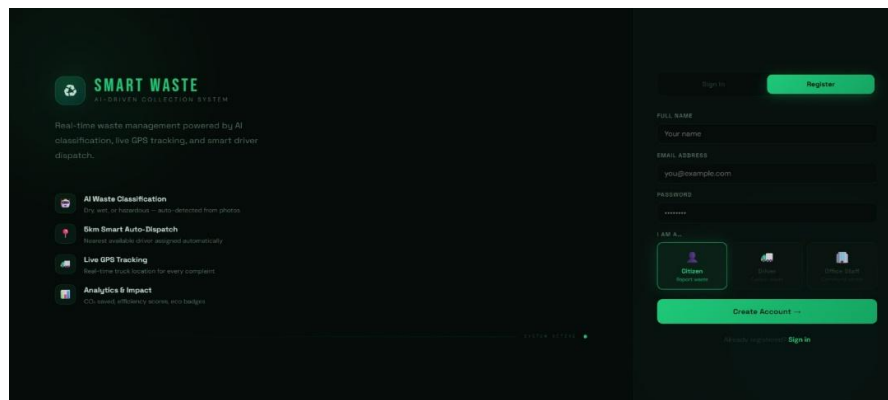 SMART WASTE
AI-DRIVEN COLLECTION SYSTEM
Real-time waste management powered by AI
classification, live GPS tracking, and smart driver
dispatch.
AI Waste Classification
Dry, wet, or hazardous — auto-detected from photos
5km Smart Auto-Dispatch
Nearest available driver assigned automatically
Live GPS Tracking
Real-time truck location for every complaint
Analytics & Impact
CO₂ saved, efficiency scores, eco badges
SYSTEM ACTIVE
Sign In
Register
FULL NAME
Your name
EMAIL ADDRESS
you@example.com
PASSWORD
••••••••
I AM A...
Citizen
Report waste
Driver
Office Staff
Create Account →
Already registered? Sign in